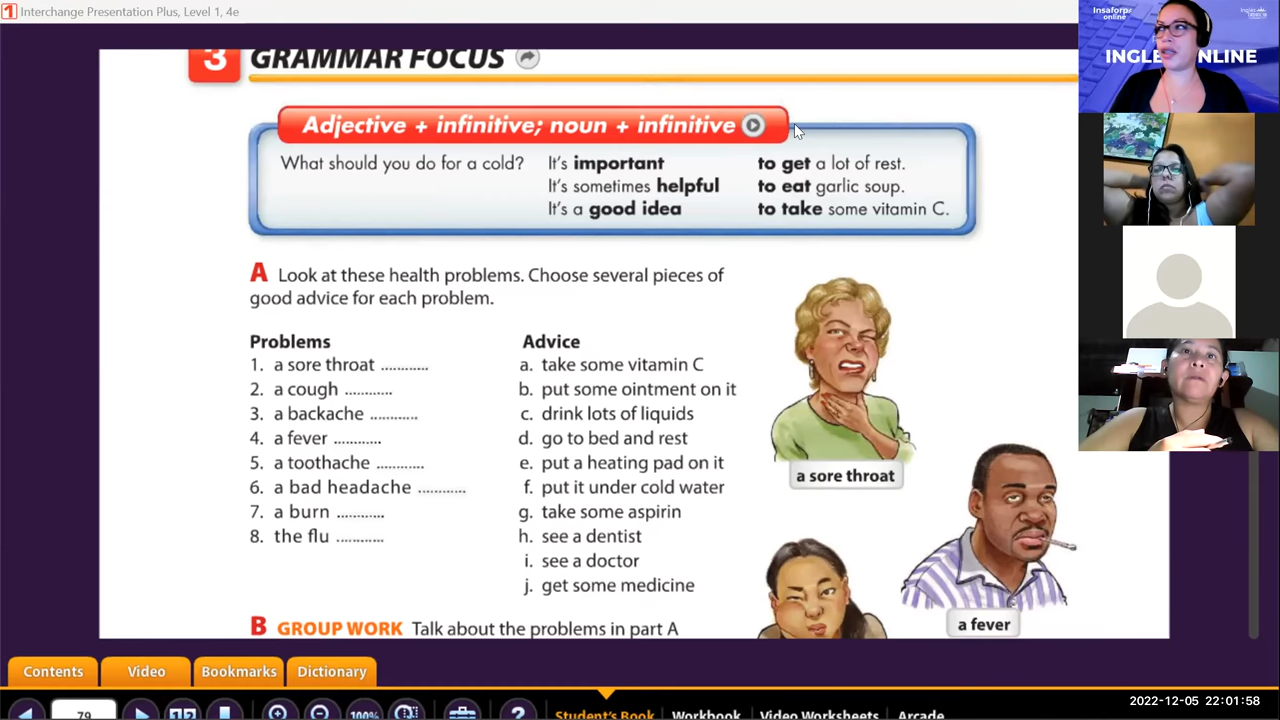 Interchange Presentation Plus, Level 1, 4e
Insaforp online
INGLE NLINE
3 GRAMMAR FOCUS
Adjective + infinitive; noun + infinitive
What should you do for a cold? It's important to get a lot of rest.
It's sometimes helpful to eat garlic soup.
It's a good idea to take some vitamin C.
A Look at these health problems. Choose several pieces of
good advice for each problem.
Problems Advice
1. a sore throat ............ a. take some vitamin C
2. a cough ............ b. put some ointment on it
3. a backache ............ c. drink lots of liquids
4. a fever ............ d. go to bed and rest
5. a toothache ............ e. put a heating pad on it
6. a bad headache ............ f. put it under cold water
7. a burn ............ g. take some aspirin
8. the flu ............ h. see a dentist
i. see a doctor
j. get some medicine
a sore throat
a fever
B GROUP WORK Talk about the problems in part A
Contents Video Bookmarks Dictionary
2022-12-05 22:01:58
79 100% ? Student's Book Workbook Video Worksheets Arcade